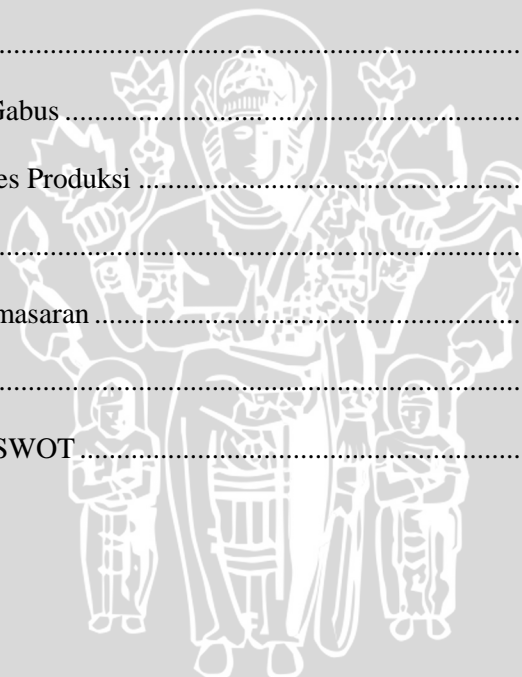 ....................................................................
Gabus ............................................................
es Produksi ...................................................
....................................................................
masaran ........................................................
....................................................................
SWOT ..........................................................